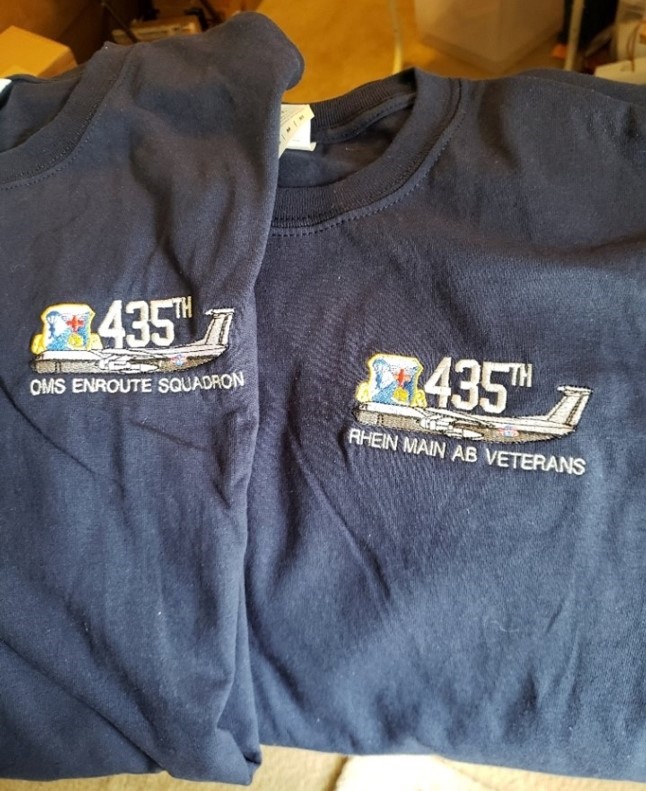 435TH
OMS ENROUTE SQUADRON
435TH
RHEIN MAIN AB VETERANS